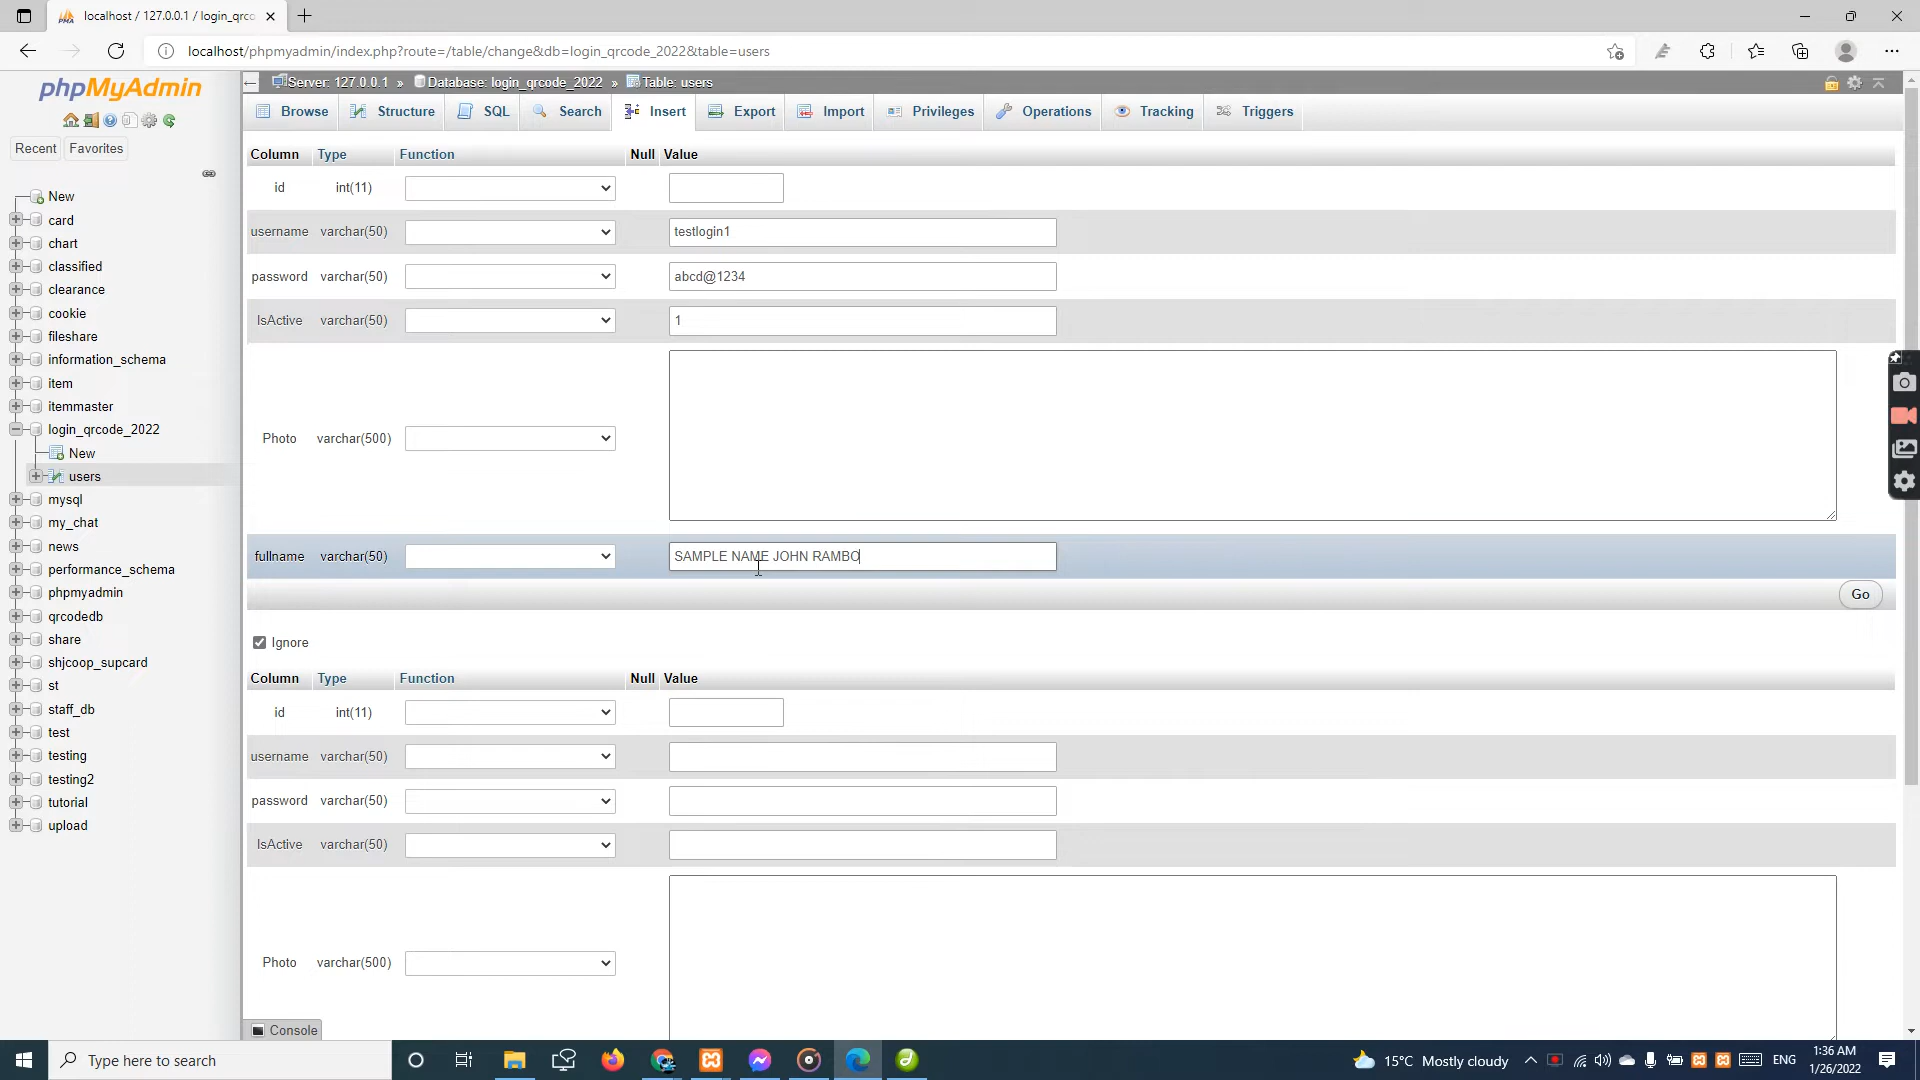 localhost / 127.0.0.1 / login_qrco
localhost/phpmyadmin/index.php?route=/table/change&db=login_qrcode_2022&table=users
phpMyAdmin
Recent Favorites
New
card
chart
classified
clearance
cookie
fileshare
information_schema
item
itemmaster
login_qrcode_2022
New
users
mysql
my_chat
news
performance_schema
phpmyadmin
qrcodedb
share
shjcoop_supcard
st
staff_db
test
testing
testing2
tutorial
upload
Server: 127.0.0.1 » Database: login_qrcode_2022 » Table: users
Browse Structure SQL Search Insert Export Import Privileges Operations Tracking Triggers
Column Type Function Null Value
id int(11)
username varchar(50) testlogin1
password varchar(50) abcd@1234
IsActive varchar(50) 1
Photo varchar(500)
fullname varchar(50) SAMPLE NAME JOHN RAMBO
Go
Ignore
Column Type Function Null Value
id int(11)
username varchar(50)
password varchar(50)
IsActive varchar(50)
Photo varchar(500)
Console
Type here to search
15°C Mostly cloudy
ENG
1:36 AM
1/26/2022